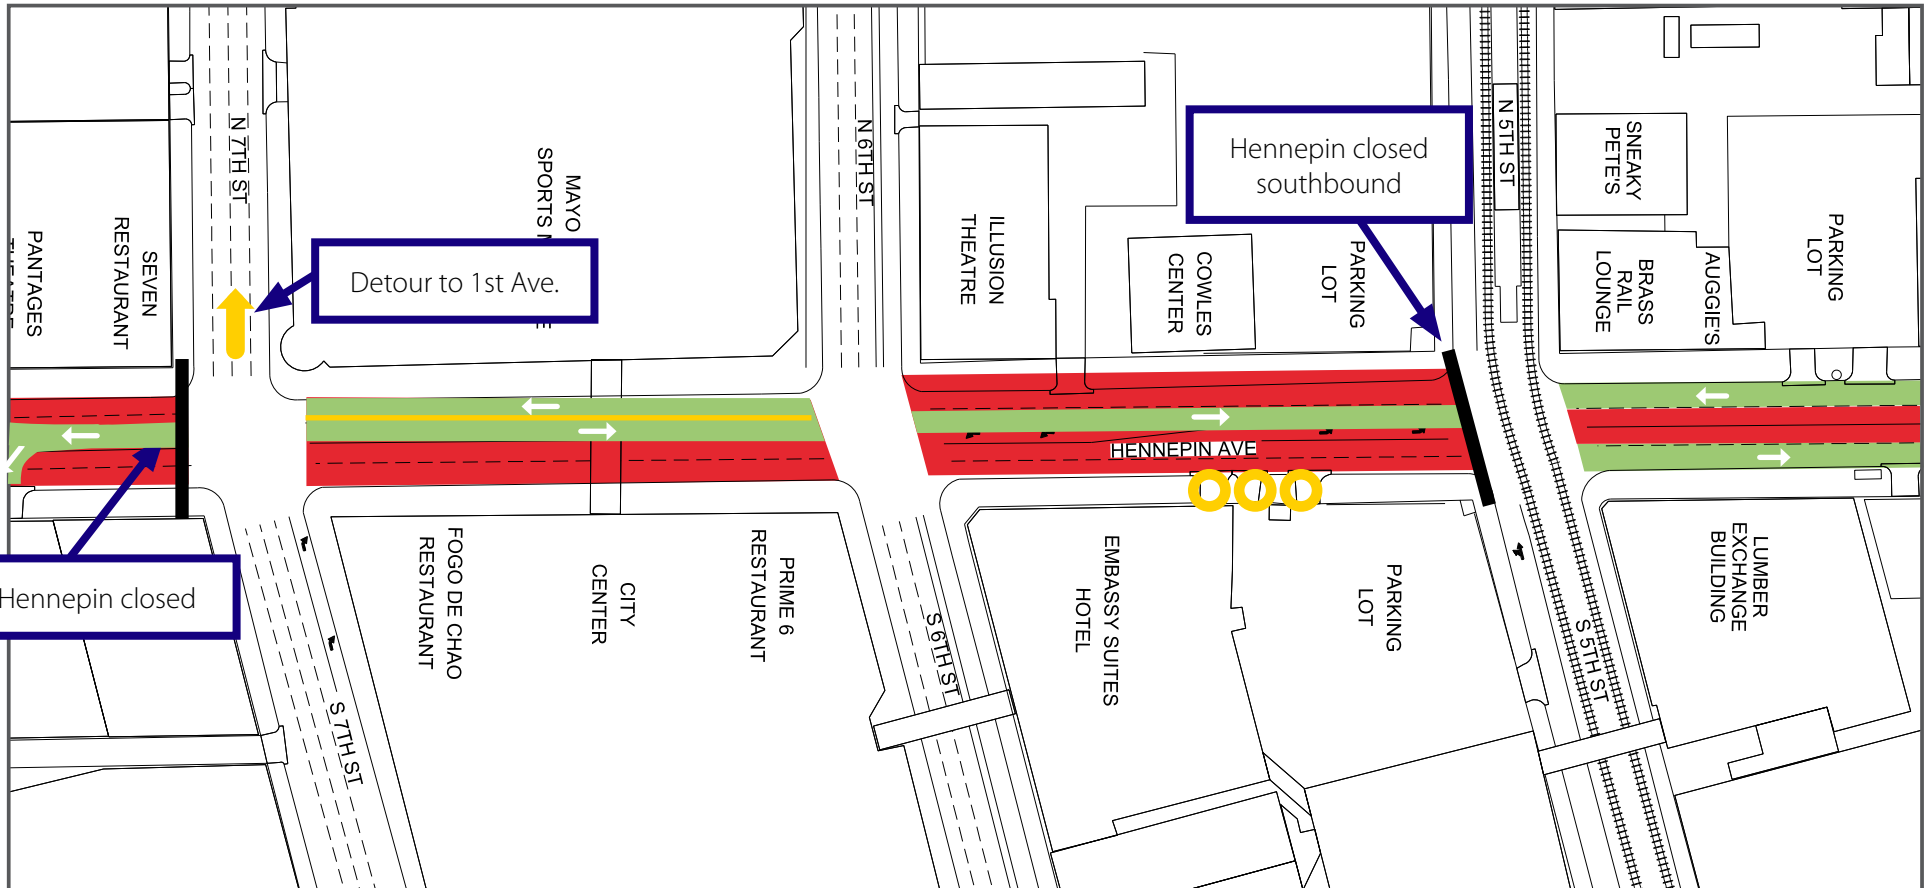 N 7TH ST
N 6TH ST
N 5TH ST
Hennepin closed
southbound
SNEAKY
PETE'S
PARKING
LOT
MAYO
SPORTS
SEVEN
RESTAURANT
PANTAGES
Detour to 1st Ave.
ILLUSION
THEATRE
COWLES
CENTER
PARKING
LOT
AUGGIE'S
BRASS
RAIL
LOUNGE
HENNEPIN AVE
Hennepin closed
FOGO DE CHAO
RESTAURANT
CITY
CENTER
PRIME 6
RESTAURANT
EMBASSY SUITES
HOTEL
PARKING
LOT
LUMBER
EXCHANGE
BUILDING
S 7TH ST
S 6TH ST
S 5TH ST